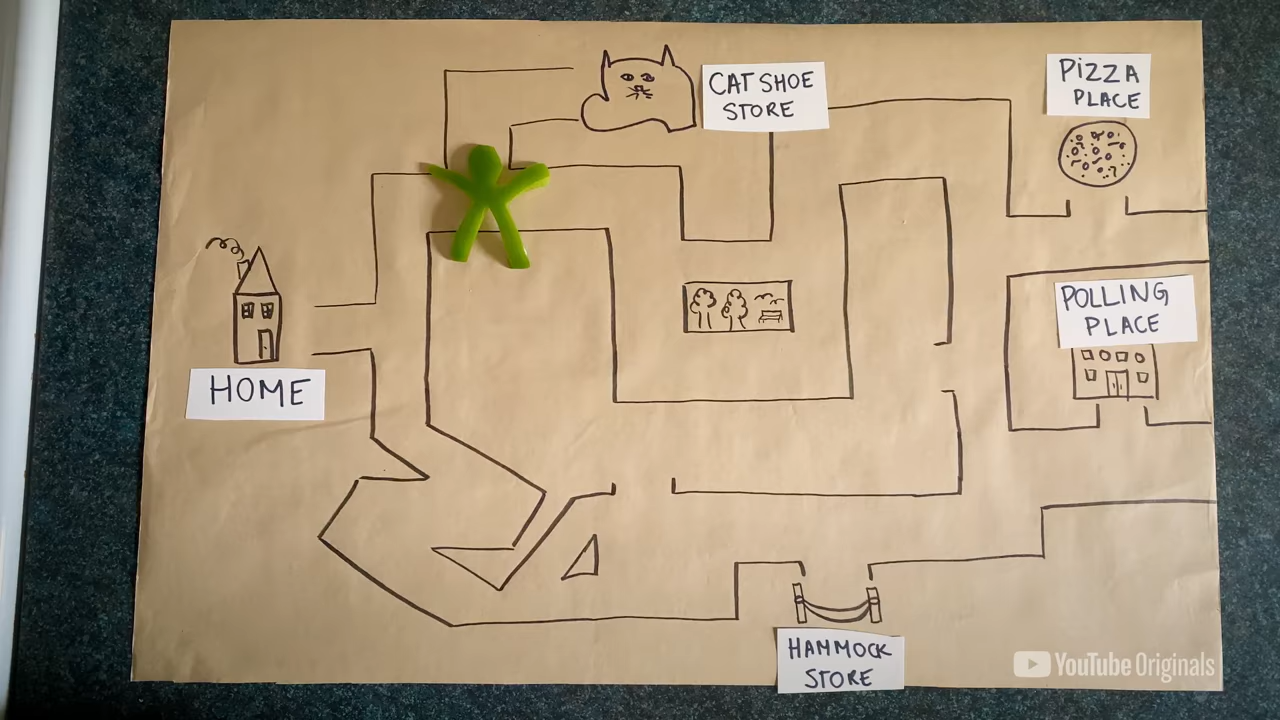 CAT SHOE
STORE
PIZZA
PLACE
POLLING
PLACE
HOME
HAMMOCK
STORE
YouTube Originals